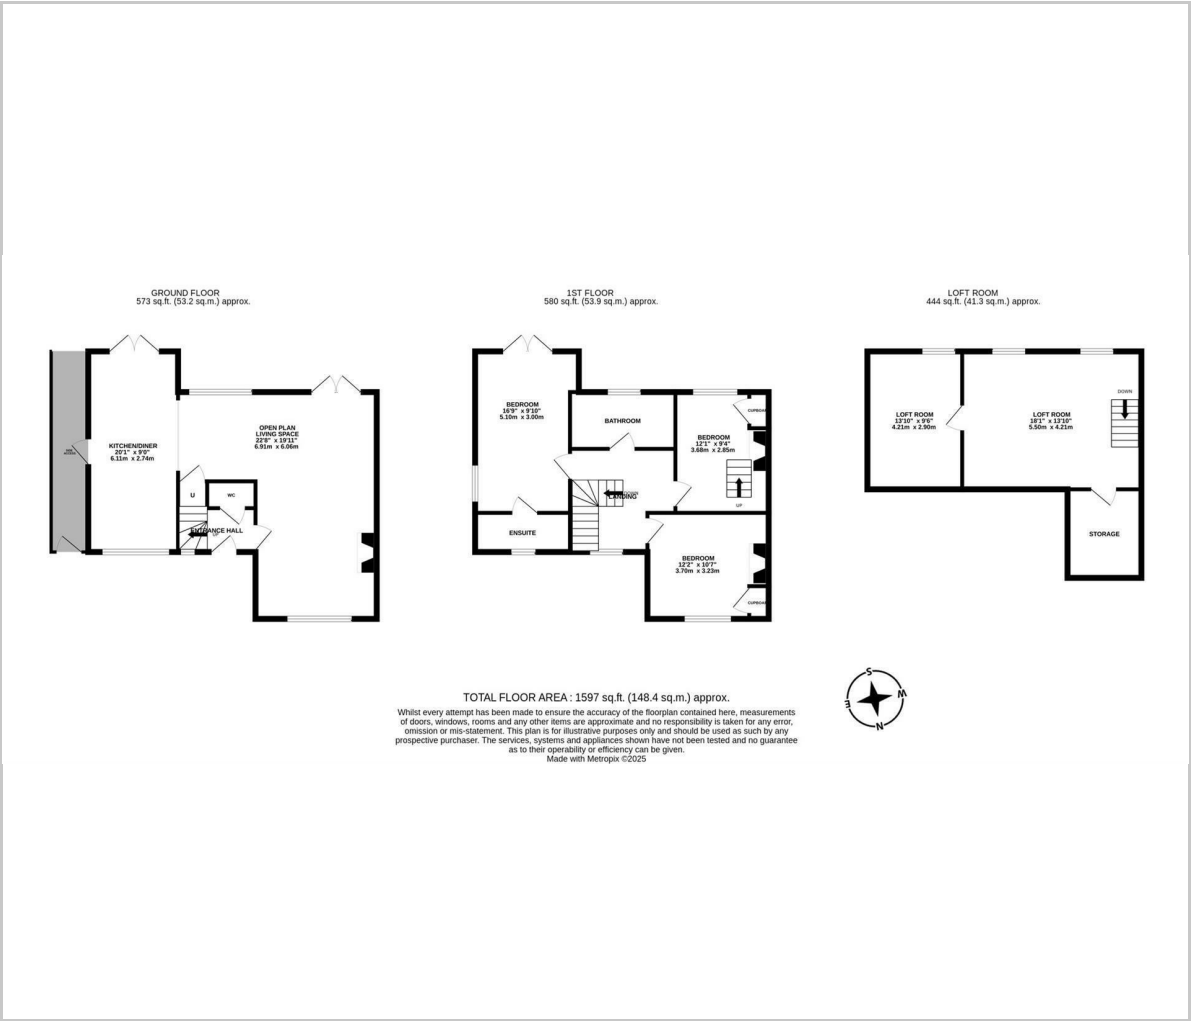 GROUND FLOOR
573 sq.ft. (53.2 sq.m.) approx.
KITCHEN/DINER
20'1" x 9'0"
6.11m x 2.74m
OPEN PLAN
LIVING SPACE
22'8" x 19'11"
6.91m x 6.06m
U
WC
ENTRANCE HALL
UP
SIDE
ACCESS
1ST FLOOR
580 sq.ft. (53.9 sq.m.) approx.
BEDROOM
16'9" x 9'10"
5.10m x 3.00m
BATHROOM
CUPBOARD
BEDROOM
12'1" x 9'4"
3.68m x 2.85m
UP
LANDING
ENSUITE
BEDROOM
12'2" x 10'7"
3.70m x 3.23m
CUPBOARD
LOFT ROOM
444 sq.ft. (41.3 sq.m.) approx.
DOWN
LOFT ROOM
13'10" x 9'6"
4.21m x 2.90m
LOFT ROOM
18'1" x 13'10"
5.50m x 4.21m
STORAGE
S
W
E
N
TOTAL FLOOR AREA : 1597 sq.ft. (148.4 sq.m.) approx.
Whilst every attempt has been made to ensure the accuracy of the floorplan contained here, measurements
of doors, windows, rooms and any other items are approximate and no responsibility is taken for any error,
omission or mis-statement. This plan is for illustrative purposes only and should be used as such by any
prospective purchaser. The services, systems and appliances shown have not been tested and no guarantee
as to their operability or efficiency can be given.
Made with Metropix ©2025